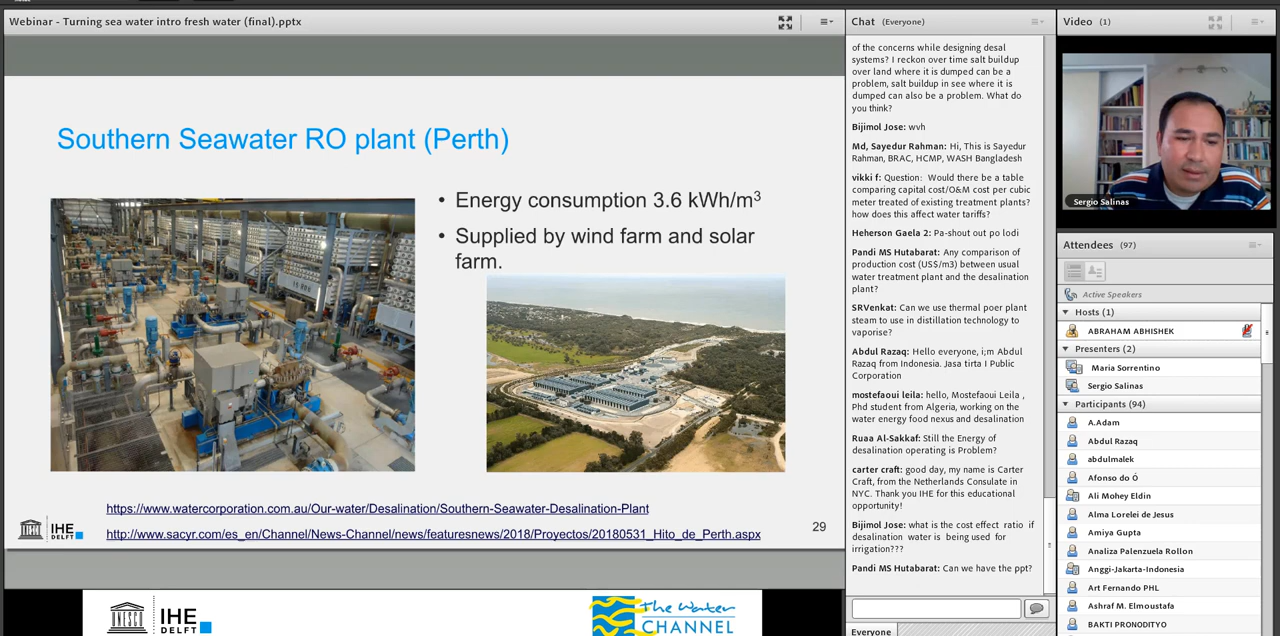 Webinar - Turning sea water intro fresh water (final).pptx
Southern Seawater RO plant (Perth)
• Energy consumption 3.6 kWh/m³
• Supplied by wind farm and solar
farm.
https://www.watercorporation.com.au/Our-water/Desalination/Southern-Seawater-Desalination-Plant
http://www.sacyr.com/es_en/Channel/News-Channel/news/featuresnews/2018/Proyectos/20180531_Hito_de_Perth.aspx
29
IHE
DELFT
UNESCO
IHE
DELFT
The Water
CHANNEL
Chat (Everyone)
of the concerns while designing desal
systems? I reckon over time salt buildup
over land where it is dumped can be a
problem, salt buildup in see where it is
dumped can also be a problem. What do
you think?
Bijimol Jose: wvh
Md, Sayedur Rahman: Hi, This is Sayedur
Rahman, BRAC, HCMP, WASH Bangladesh
vikki f: Question: Would there be a table
comparing capital cost/O&M cost per cubic
meter treated of existing treatment plants?
how does this affect water tariffs?
Heherson Gaela 2: Pa-shout out po lodi
Pandi MS Hutabarat: Any comparison of
production cost (US$/m3) between usual
water treatment plant and the desalination
plant?
SRVenkat: Can we use thermal poer plant
steam to use in distillation technology to
vaporise?
Abdul Razaq: Hello everyone, i;m Abdul
Razaq from Indonesia. Jasa tirta I Public
Corporation
mostefaoui leila: hello, Mostefaoui Leila ,
Phd student from Algeria, working on the
water energy food nexus and desalination
Ruaa Al-Sakkaf: Still the Energy of
desalination operating is Problem?
carter craft: good day, my name is Carter
Craft, from the Netherlands Consulate in
NYC. Thank you IHE for this educational
opportunity!
Bijimol Jose: what is the cost effect ratio if
desalination water is being used for
irrigation???
Pandi MS Hutabarat: Can we have the ppt?
Everyone
Video (1)
Sergio Salinas
Attendees (97)
Active Speakers
Hosts (1)
ABRAHAM ABHISHEK
Presenters (2)
Maria Sorrentino
Sergio Salinas
Participants (94)
A.Adam
Abdul Razaq
abdulmalek
Afonso do Ó
Ali Mohey Eldin
Alma Lorelei de Jesus
Amiya Gupta
Analiza Palenzuela Rollon
Anggi-Jakarta-Indonesia
Art Fernando PHL
Ashraf M. Elmoustafa
BAKTI PRONODITYO